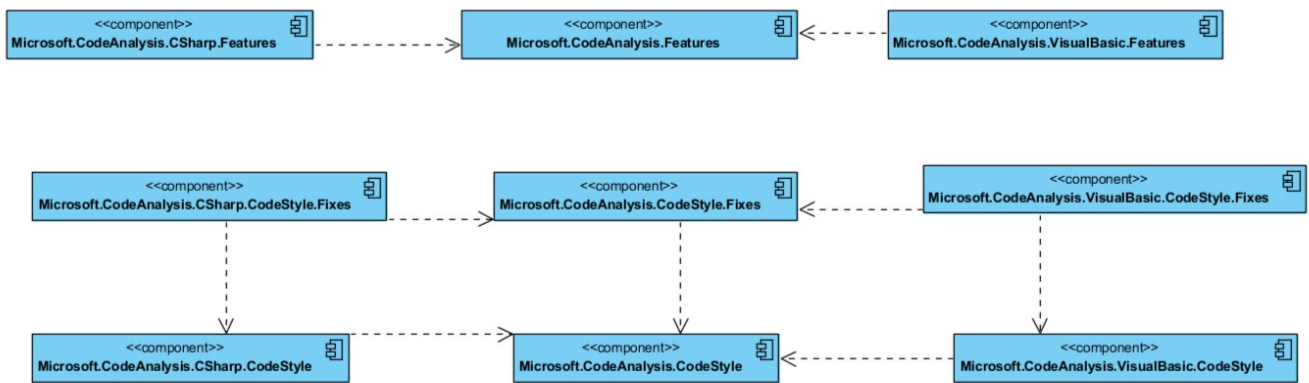 <<component>>
Microsoft.CodeAnalysis.CSharp.Features
<<component>>
Microsoft.CodeAnalysis.Features
<<component>>
Microsoft.CodeAnalysis.VisualBasic.Features
<<component>>
Microsoft.CodeAnalysis.CSharp.CodeStyle.Fixes
<<component>>
Microsoft.CodeAnalysis.CodeStyle.Fixes
<<component>>
Microsoft.CodeAnalysis.VisualBasic.CodeStyle.Fixes
<<component>>
Microsoft.CodeAnalysis.CSharp.CodeStyle
<<component>>
Microsoft.CodeAnalysis.CodeStyle
<<component>>
Microsoft.CodeAnalysis.VisualBasic.CodeStyle